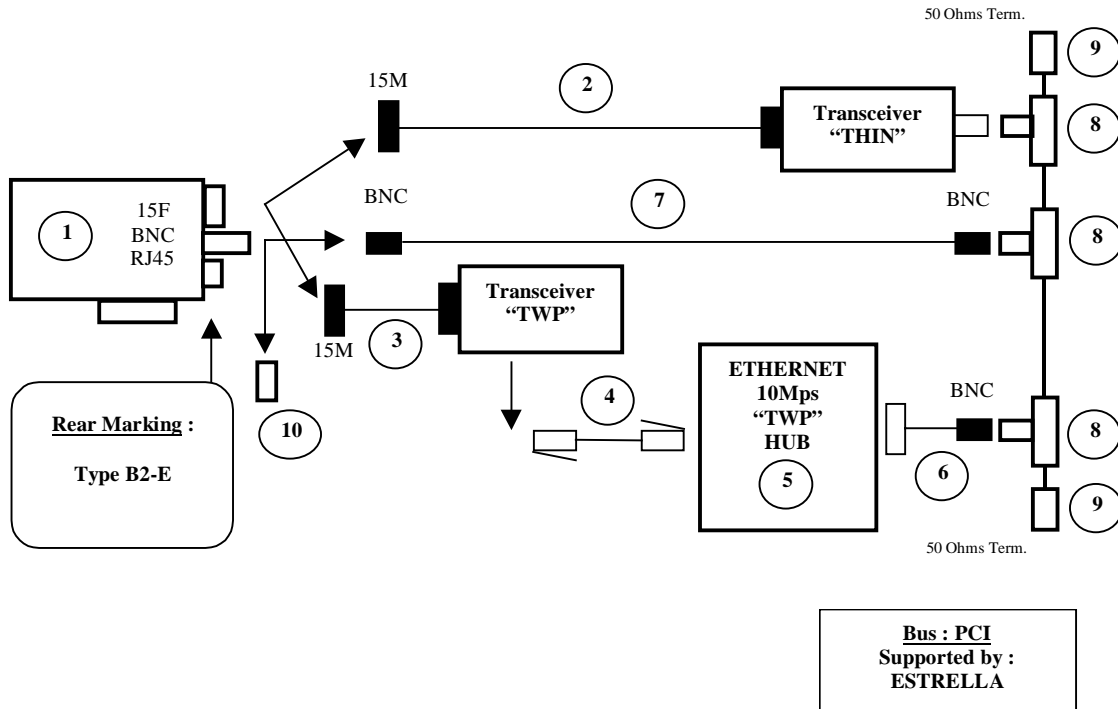 50 Ohms Term.
9
2
15M
Transceiver
“THIN”
8
BNC
7
BNC
15F
BNC
RJ45
1
8
Transceiver
“TWP”
15M
3
ETHERNET
10Mps
“TWP”
HUB
5
4
BNC
6
8
Rear Marking :
Type B2-E
10
9
50 Ohms Term.
Bus : PCI
Supported by :
ESTRELLA